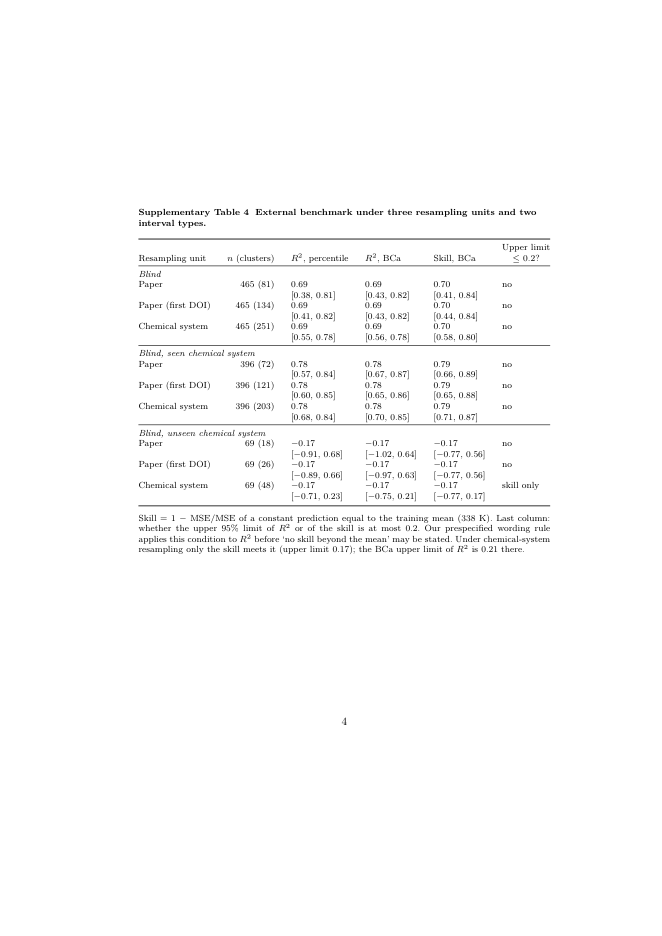 Supplementary Table 4 External benchmark under three resampling units and two
interval types.
Upper limit
Resampling unit n (clusters) R², percentile R², BCa Skill, BCa ≤ 0.2?
Blind
Paper 465 (81) 0.69 0.69 0.70 no
[0.38, 0.81] [0.43, 0.82] [0.41, 0.84]
Paper (first DOI) 465 (134) 0.69 0.69 0.70 no
[0.41, 0.82] [0.43, 0.82] [0.44, 0.84]
Chemical system 465 (251) 0.69 0.69 0.70 no
[0.55, 0.78] [0.56, 0.78] [0.58, 0.80]
Blind, seen chemical system
Paper 396 (72) 0.78 0.78 0.79 no
[0.57, 0.84] [0.67, 0.87] [0.66, 0.89]
Paper (first DOI) 396 (121) 0.78 0.78 0.79 no
[0.60, 0.85] [0.65, 0.86] [0.65, 0.88]
Chemical system 396 (203) 0.78 0.78 0.79 no
[0.68, 0.84] [0.70, 0.85] [0.71, 0.87]
Blind, unseen chemical system
Paper 69 (18) −0.17 −0.17 −0.17 no
[−0.91, 0.68] [−1.02, 0.64] [−0.77, 0.56]
Paper (first DOI) 69 (26) −0.17 −0.17 −0.17 no
[−0.89, 0.66] [−0.97, 0.63] [−0.77, 0.56]
Chemical system 69 (48) −0.17 −0.17 −0.17 skill only
[−0.71, 0.23] [−0.75, 0.21] [−0.77, 0.17]
Skill = 1 − MSE/MSE of a constant prediction equal to the training mean (338 K). Last column:
whether the upper 95% limit of R² or of the skill is at most 0.2. Our prespecified wording rule
applies this condition to R² before ‘no skill beyond the mean’ may be stated. Under chemical-system
resampling only the skill meets it (upper limit 0.17); the BCa upper limit of R² is 0.21 there.
4